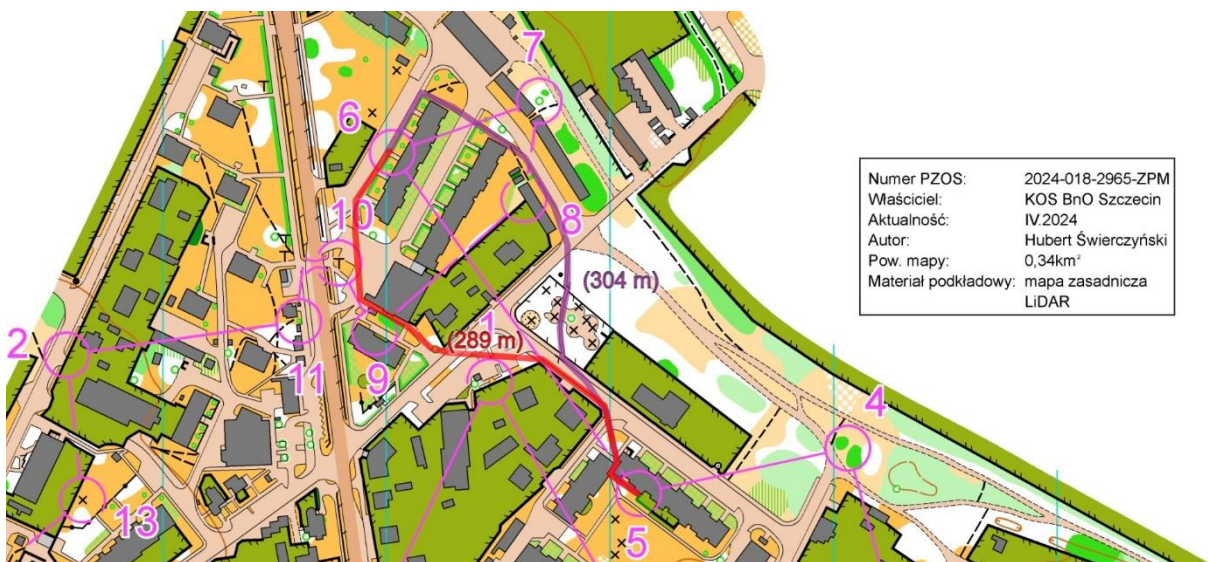 7
6
10
8
(304 m)
1
(289 m)
2
11
9
4
13
5
Numer PZOS: 2024-018-2965-ZPM
Właściciel: KOS BnO Szczecin
Aktualność: IV.2024
Autor: Hubert Świerczyński
Pow. mapy: 0,34km²
Materiał podkładowy: mapa zasadnicza
LiDAR